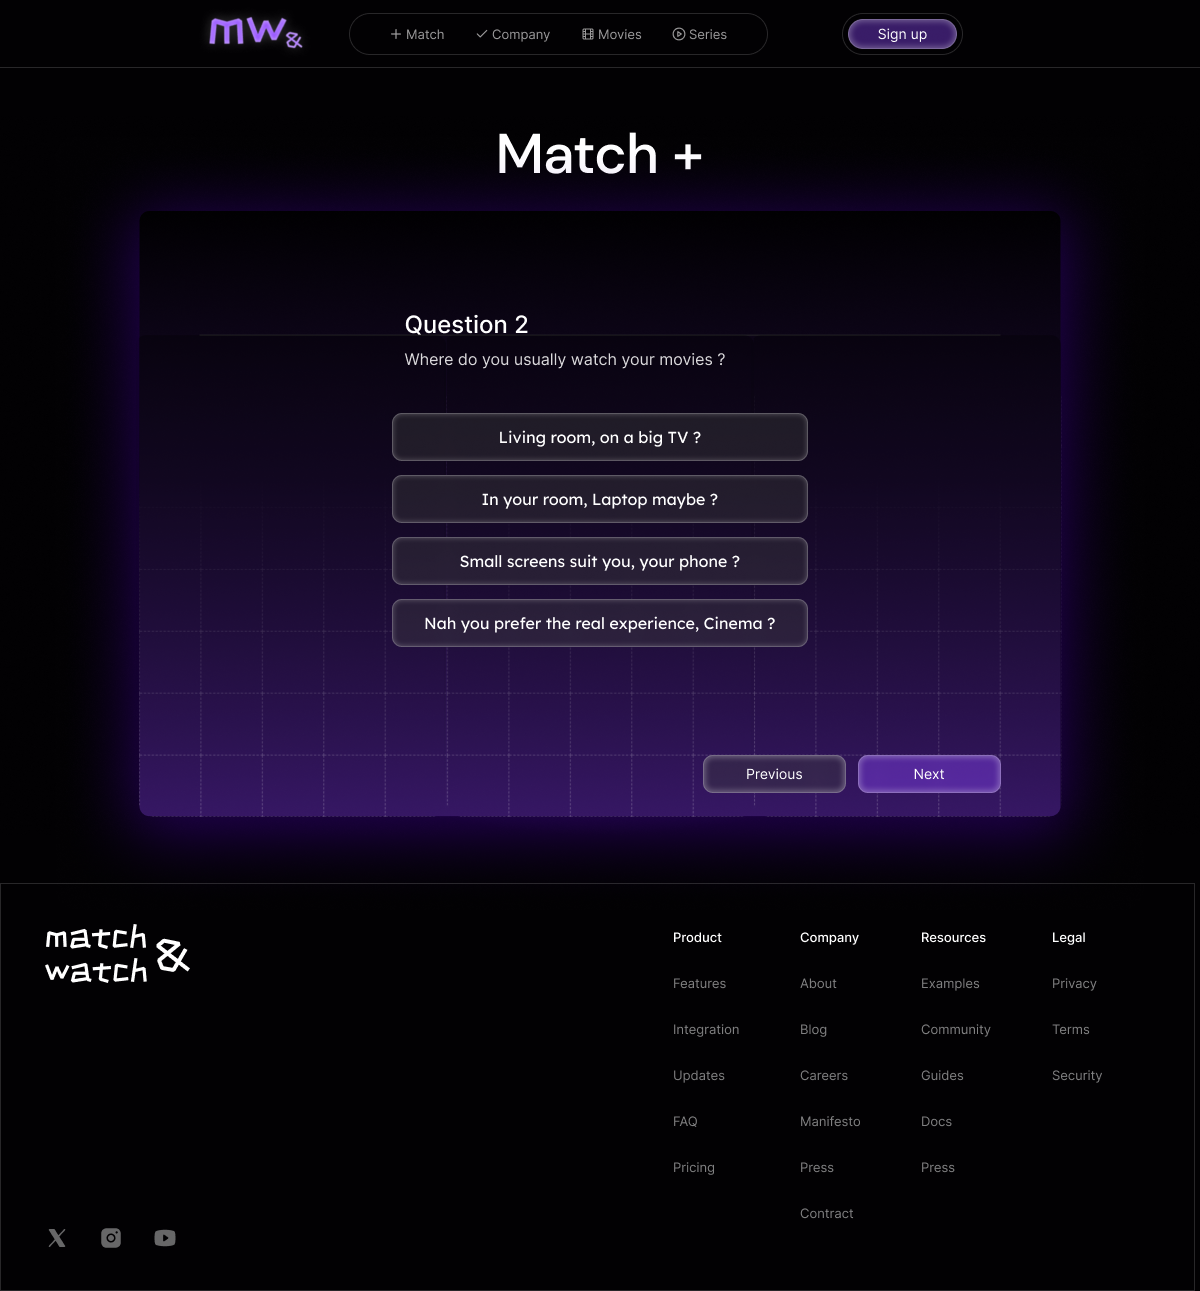 mw&
Match
Company
Movies
Series
Sign up
Match +
Question 2
Where do you usually watch your movies ?
Living room, on a big TV ?
In your room, Laptop maybe ?
Small screens suit you, your phone ?
Nah you prefer the real experience, Cinema ?
Previous
Next
match
watch &
Product
Features
Integration
Updates
FAQ
Pricing
Company
About
Blog
Careers
Manifesto
Press
Contract
Resources
Examples
Community
Guides
Docs
Press
Legal
Privacy
Terms
Security